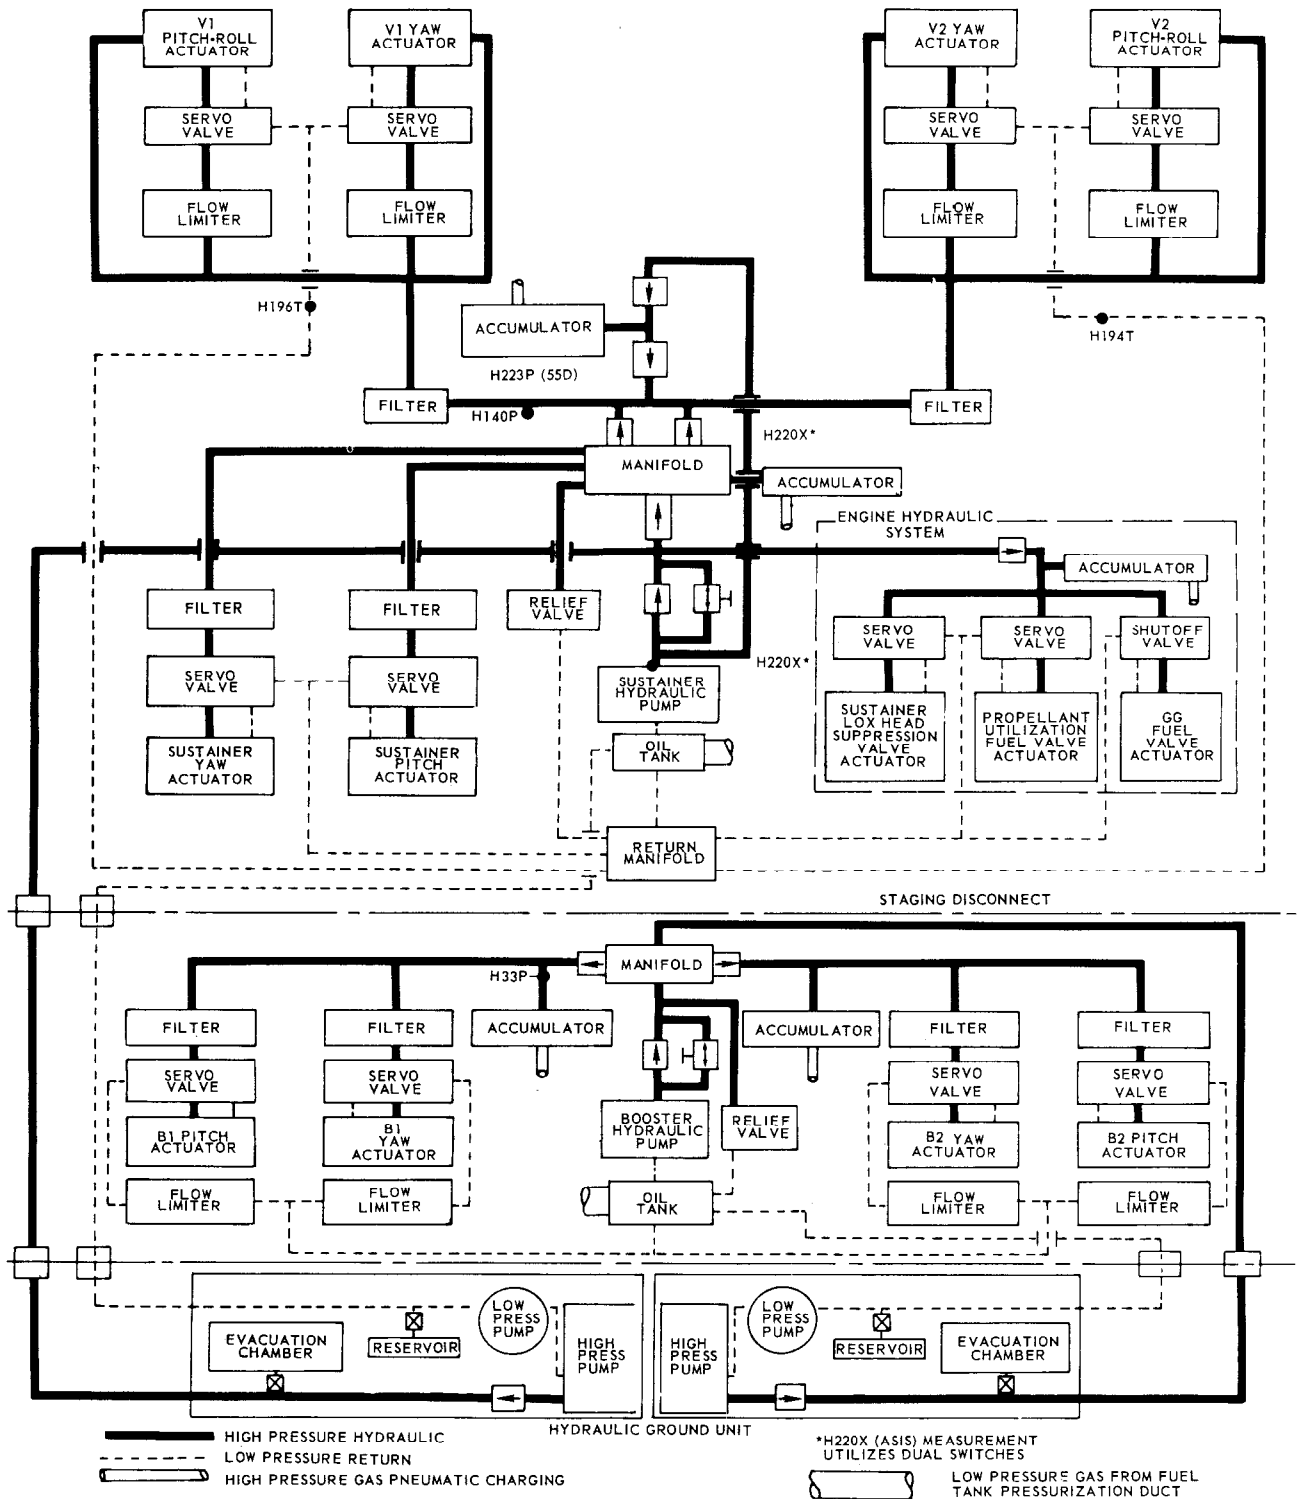 V1
PITCH-ROLL
ACTUATOR
V1 YAW
ACTUATOR
V2 YAW
ACTUATOR
V2
PITCH-ROLL
ACTUATOR
SERVO
VALVE
SERVO
VALVE
SERVO
VALVE
SERVO
VALVE
FLOW
LIMITER
FLOW
LIMITER
FLOW
LIMITER
FLOW
LIMITER
H196T
ACCUMULATOR
H194T
H223P (55D)
FILTER
H140P
FILTER
H220X*
MANIFOLD
ACCUMULATOR
ENGINE HYDRAULIC
SYSTEM
ACCUMULATOR
FILTER
FILTER
RELIEF
VALVE
SERVO
VALVE
SERVO
VALVE
SHUTOFF
VALVE
SERVO
VALVE
SERVO
VALVE
H220X*
SUSTAINER
HYDRAULIC
PUMP
SUSTAINER
YAW
ACTUATOR
SUSTAINER
PITCH
ACTUATOR
OIL
TANK
SUSTAINER
LOX HEAD
SUPPRESSION
VALVE
ACTUATOR
PROPELLANT
UTILIZATION
FUEL VALVE
ACTUATOR
GG
FUEL
VALVE
ACTUATOR
RETURN
MANIFOLD
STAGING DISCONNECT
MANIFOLD
H33P
FILTER
FILTER
ACCUMULATOR
ACCUMULATOR
FILTER
FILTER
SERVO
VALVE
SERVO
VALVE
SERVO
VALVE
SERVO
VALVE
B1 PITCH
ACTUATOR
B1
YAW
ACTUATOR
BOOSTER
HYDRAULIC
PUMP
RELIEF
VALVE
B2 YAW
ACTUATOR
B2 PITCH
ACTUATOR
FLOW
LIMITER
FLOW
LIMITER
OIL
TANK
FLOW
LIMITER
FLOW
LIMITER
EVACUATION
CHAMBER
RESERVOIR
LOW
PRESS
PUMP
HIGH
PRESS
PUMP
HIGH
PRESS
PUMP
LOW
PRESS
PUMP
RESERVOIR
EVACUATION
CHAMBER
HYDRAULIC GROUND UNIT
HIGH PRESSURE HYDRAULIC
LOW PRESSURE RETURN
HIGH PRESSURE GAS PNEUMATIC CHARGING
*H220X (ASIS) MEASUREMENT
UTILIZES DUAL SWITCHES
LOW PRESSURE GAS FROM FUEL
TANK PRESSURIZATION DUCT